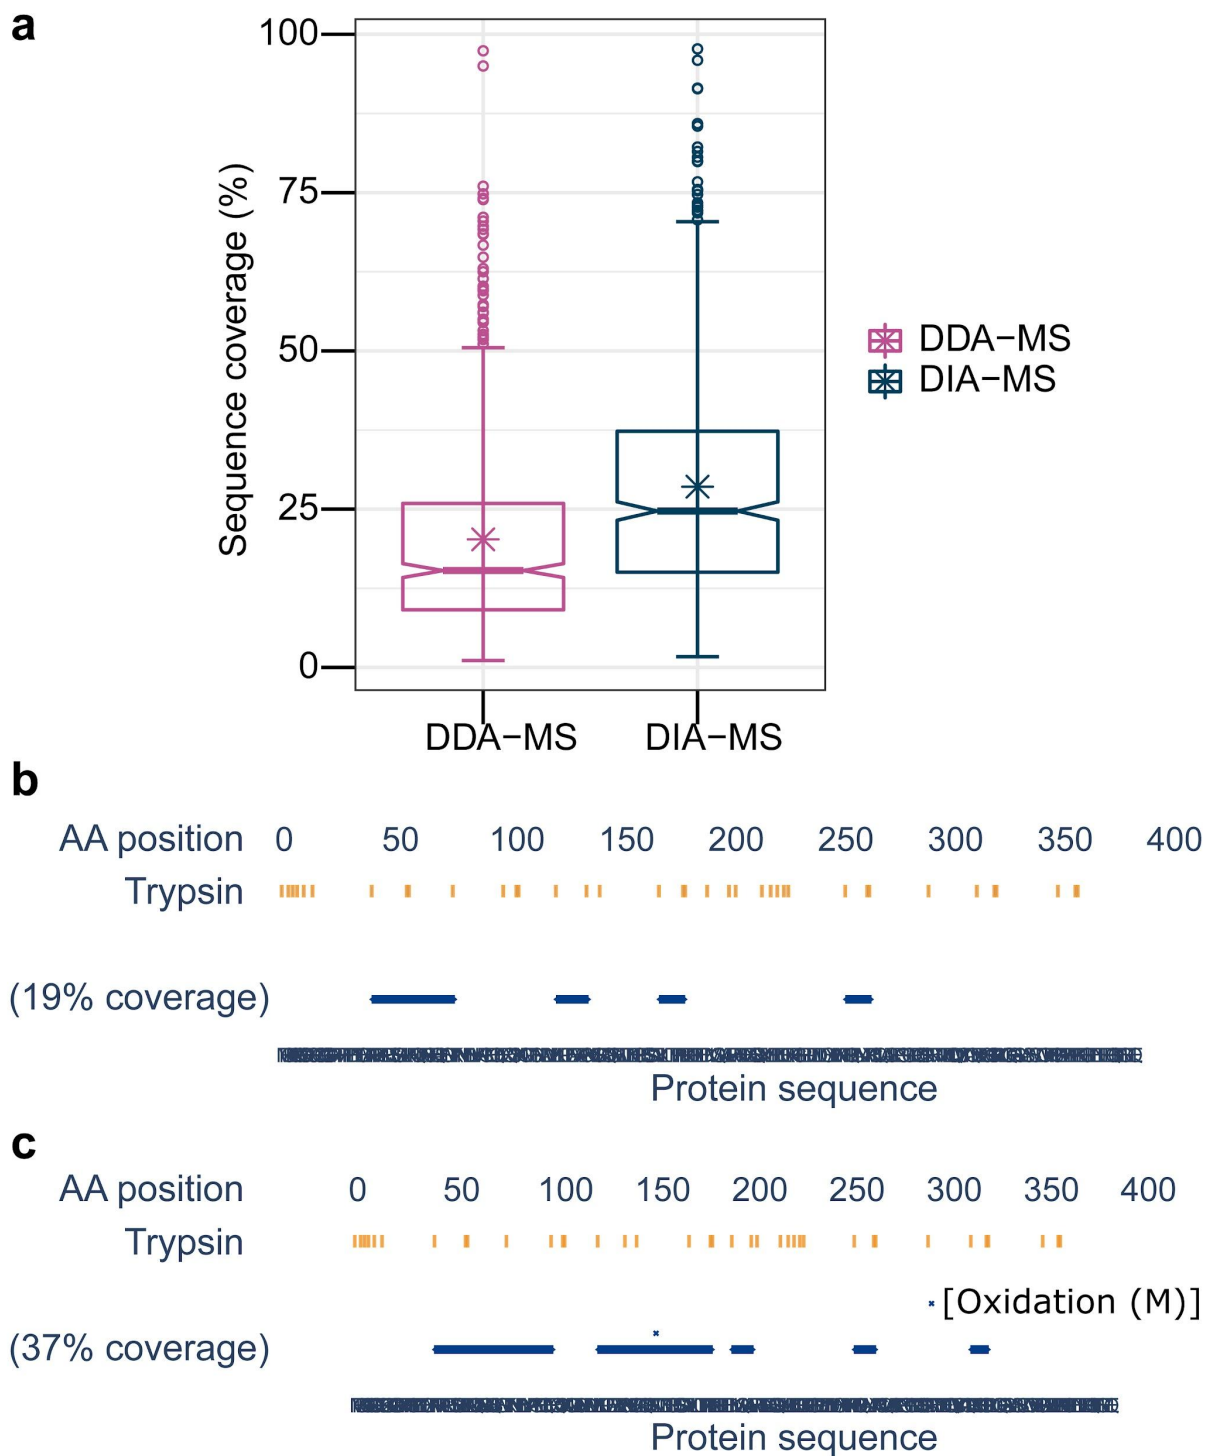 a
100
75
50
25
0
Sequence coverage (%)
DDA−MS
DIA−MS
DDA−MS DIA−MS
b
AA position 0 50 100 150 200 250 300 350 400
Trypsin
(19% coverage)
Protein sequence
c
AA position 0 50 100 150 200 250 300 350 400
Trypsin
[Oxidation (M)]
(37% coverage)
Protein sequence